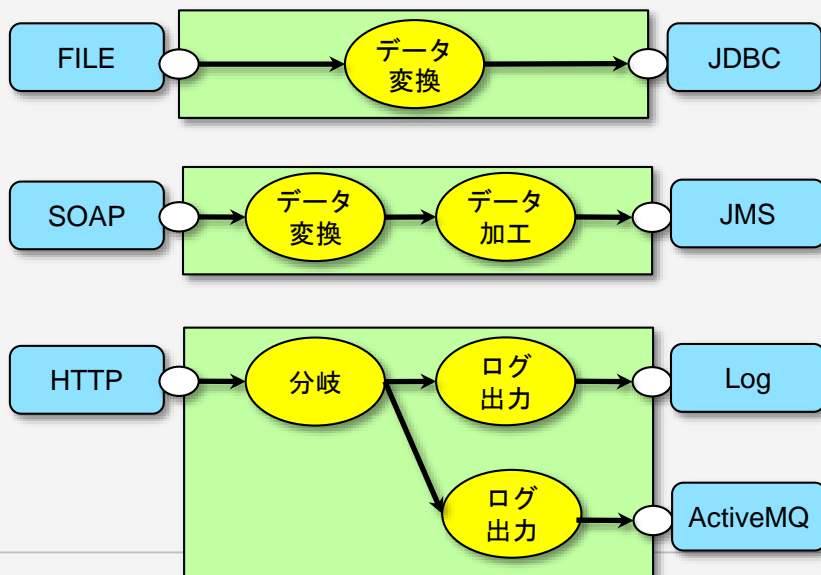 FILE
データ
変換
JDBC
SOAP
データ
変換
データ
加工
JMS
HTTP
分岐
ログ
出力
Log
ログ
出力
ActiveMQ